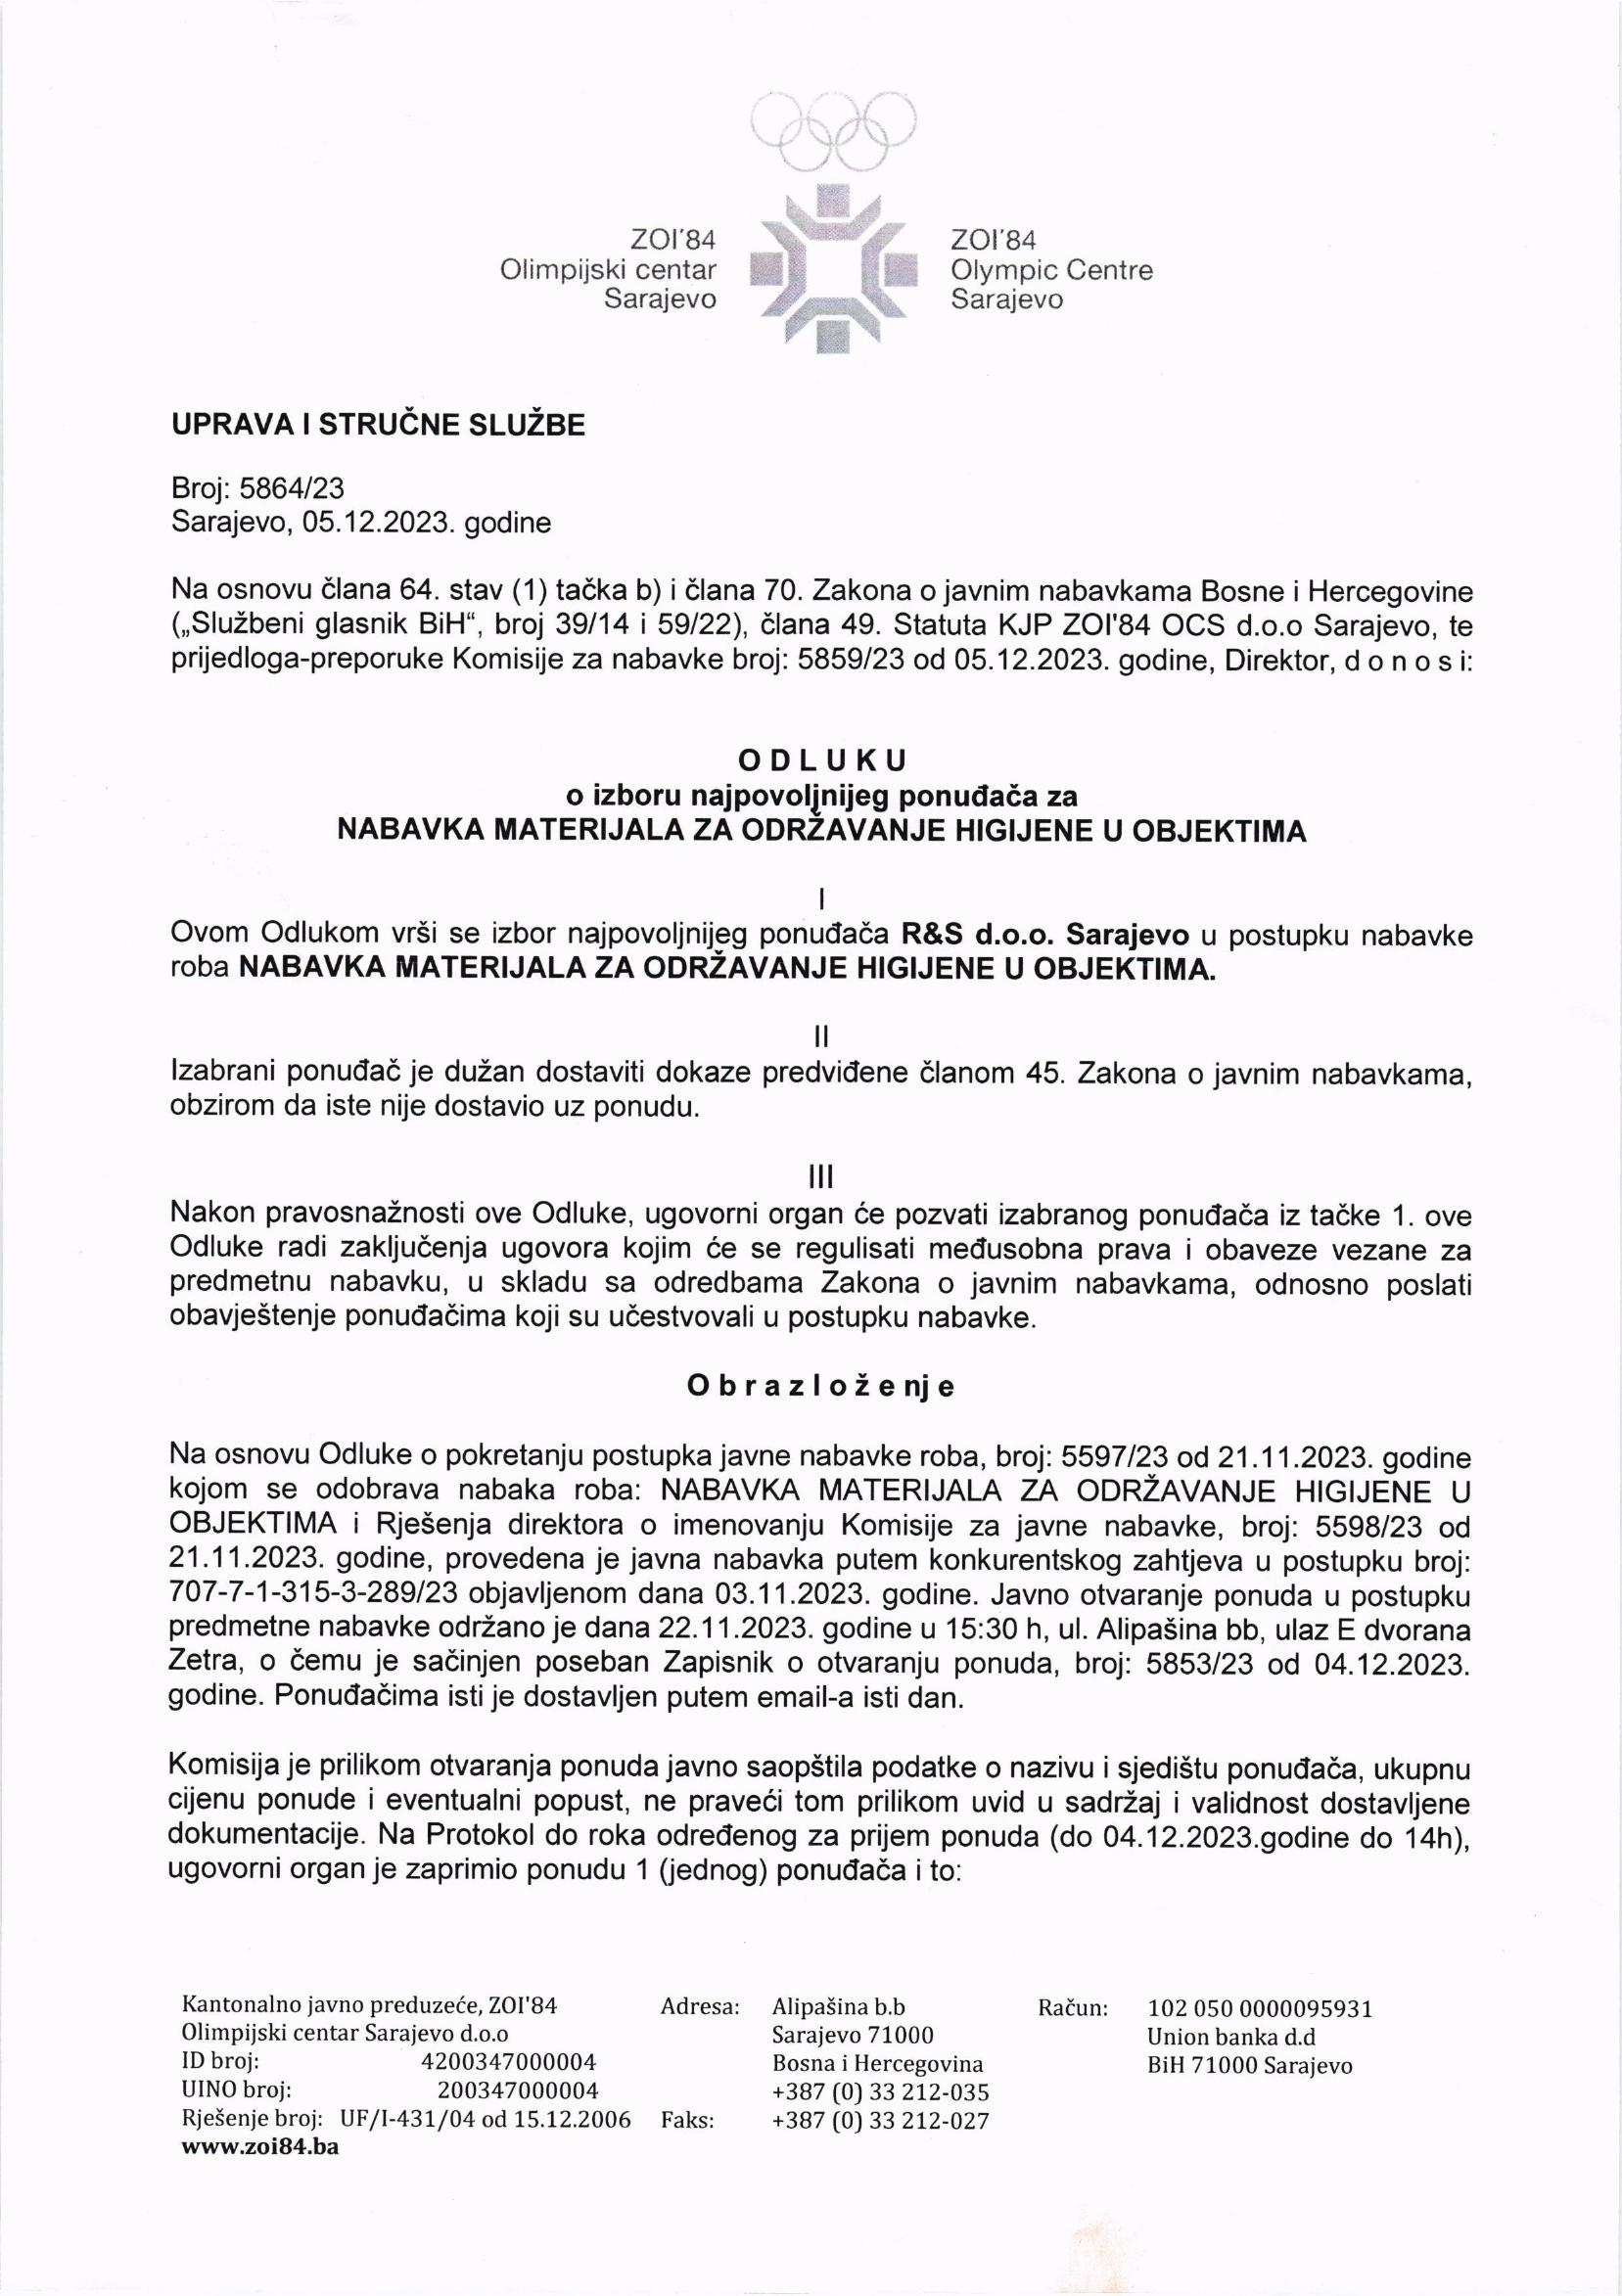 ZOI'84
Olimpijski centar
Sarajevo
ZOI'84
Olympic Centre
Sarajevo
UPRAVA I STRUČNE SLUŽBE
Broj: 5864/23
Sarajevo, 05.12.2023. godine
Na osnovu člana 64. stav (1) tačka b) i člana 70. Zakona o javnim nabavkama Bosne i Hercegovine
(„Službeni glasnik BiH“, broj 39/14 i 59/22), člana 49. Statuta KJP ZOI'84 OCS d.o.o Sarajevo, te
prijedloga-preporuke Komisije za nabavke broj: 5859/23 od 05.12.2023. godine, Direktor, d o n o s i:
O D L U K U
o izboru najpovoljnijeg ponuđača za
NABAVKA MATERIJALA ZA ODRŽAVANJE HIGIJENE U OBJEKTIMA
I
Ovom Odlukom vrši se izbor najpovoljnijeg ponuđača R&S d.o.o. Sarajevo u postupku nabavke
roba NABAVKA MATERIJALA ZA ODRŽAVANJE HIGIJENE U OBJEKTIMA.
II
Izabrani ponuđač je dužan dostaviti dokaze predviđene članom 45. Zakona o javnim nabavkama,
obzirom da iste nije dostavio uz ponudu.
III
Nakon pravosnažnosti ove Odluke, ugovorni organ će pozvati izabranog ponuđača iz tačke 1. ove
Odluke radi zaključenja ugovora kojim će se regulisati međusobna prava i obaveze vezane za
predmetnu nabavku, u skladu sa odredbama Zakona o javnim nabavkama, odnosno poslati
obavještenje ponuđačima koji su učestvovali u postupku nabavke.
O b r a z l o ž e nj e
Na osnovu Odluke o pokretanju postupka javne nabavke roba, broj: 5597/23 od 21.11.2023. godine
kojom se odobrava nabaka roba: NABAVKA MATERIJALA ZA ODRŽAVANJE HIGIJENE U
OBJEKTIMA i Rješenja direktora o imenovanju Komisije za javne nabavke, broj: 5598/23 od
21.11.2023. godine, provedena je javna nabavka putem konkurentskog zahtjeva u postupku broj:
707-7-1-315-3-289/23 objavljenom dana 03.11.2023. godine. Javno otvaranje ponuda u postupku
predmetne nabavke održano je dana 22.11.2023. godine u 15:30 h, ul. Alipašina bb, ulaz E dvorana
Zetra, o čemu je sačinjen poseban Zapisnik o otvaranju ponuda, broj: 5853/23 od 04.12.2023.
godine. Ponuđačima isti je dostavljen putem email-a isti dan.
Komisija je prilikom otvaranja ponuda javno saopštila podatke o nazivu i sjedištu ponuđača, ukupnu
cijenu ponude i eventualni popust, ne praveći tom prilikom uvid u sadržaj i validnost dostavljene
dokumentacije. Na Protokol do roka određenog za prijem ponuda (do 04.12.2023.godine do 14h),
ugovorni organ je zaprimio ponudu 1 (jednog) ponuđača i to:
Kantonalno javno preduzeće, ZOI'84 Adresa: Alipašina b.b Račun: 102 050 0000095931
Olimpijski centar Sarajevo d.o.o Sarajevo 71000 Union banka d.d
ID broj: 4200347000004 Bosna i Hercegovina BiH 71000 Sarajevo
UINO broj: 200347000004 +387 (0) 33 212-035
Rješenje broj: UF/I-431/04 od 15.12.2006 Faks: +387 (0) 33 212-027
www.zoi84.ba